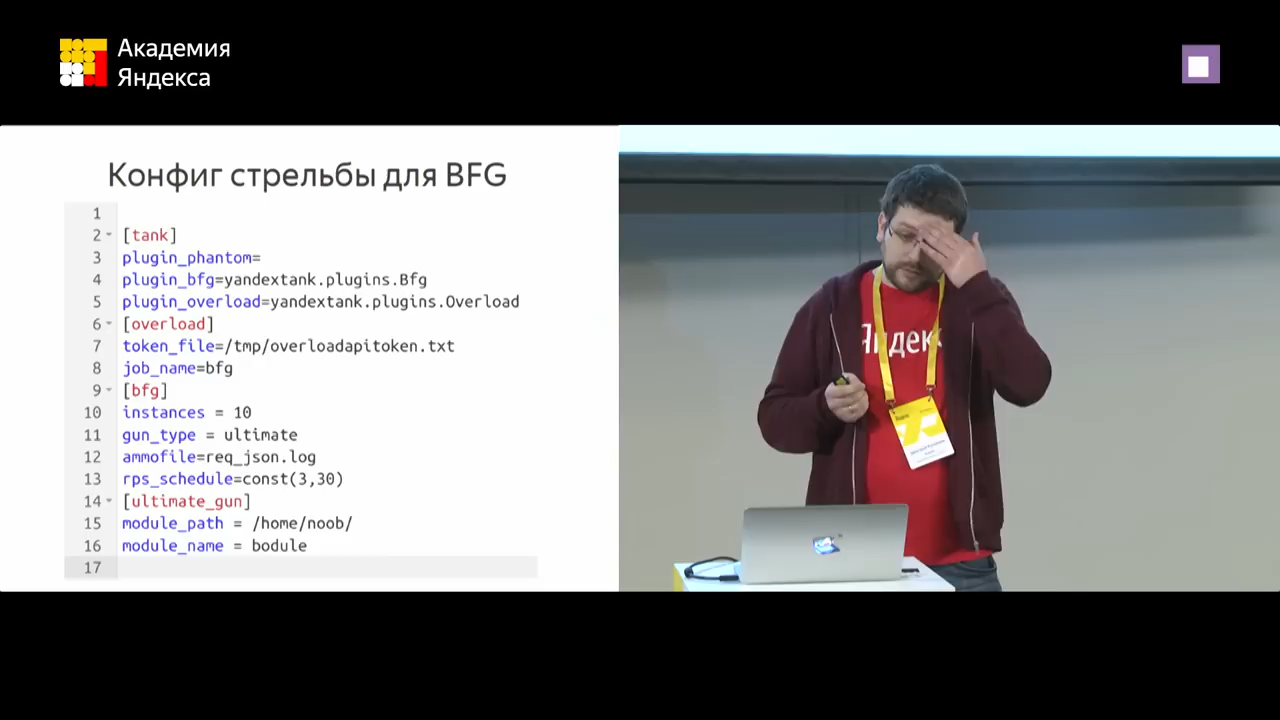 Академия
Яндекса
Конфиг стрельбы для BFG
1
2 [tank]
3 plugin_phantom=
4 plugin_bfg=yandextank.plugins.Bfg
5 plugin_overload=yandextank.plugins.Overload
6 [overload]
7 token_file=/tmp/overloadapitoken.txt
8 job_name=bfg
9 [bfg]
10 instances = 10
11 gun_type = ultimate
12 ammofile=req_json.log
13 rps_schedule=const(3,30)
14 [ultimate_gun]
15 module_path = /home/noob/
16 module_name = bodule
17
Яндекс